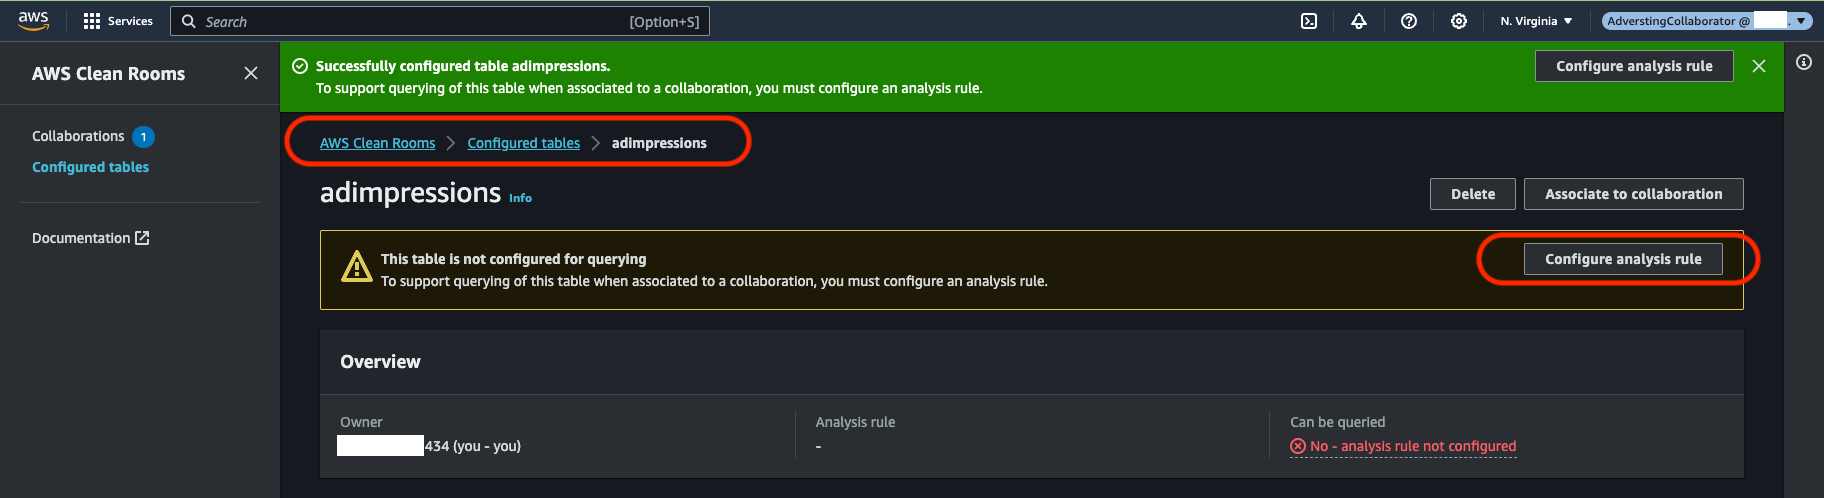 aws
Services
Search
[Option+S]
N. Virginia
AdverstingCollaborator @ .
AWS Clean Rooms
Collaborations 1
Configured tables
Documentation
Successfully configured table adimpressions.
To support querying of this table when associated to a collaboration, you must configure an analysis rule.
Configure analysis rule
AWS Clean Rooms > Configured tables > adimpressions
adimpressions Info
Delete
Associate to collaboration
This table is not configured for querying
To support querying of this table when associated to a collaboration, you must configure an analysis rule.
Configure analysis rule
Overview
Owner
434 (you - you)
Analysis rule
-
Can be queried
No - analysis rule not configured